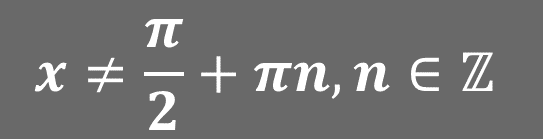 x ≠ π/2 + πn, n ∈ ℤ